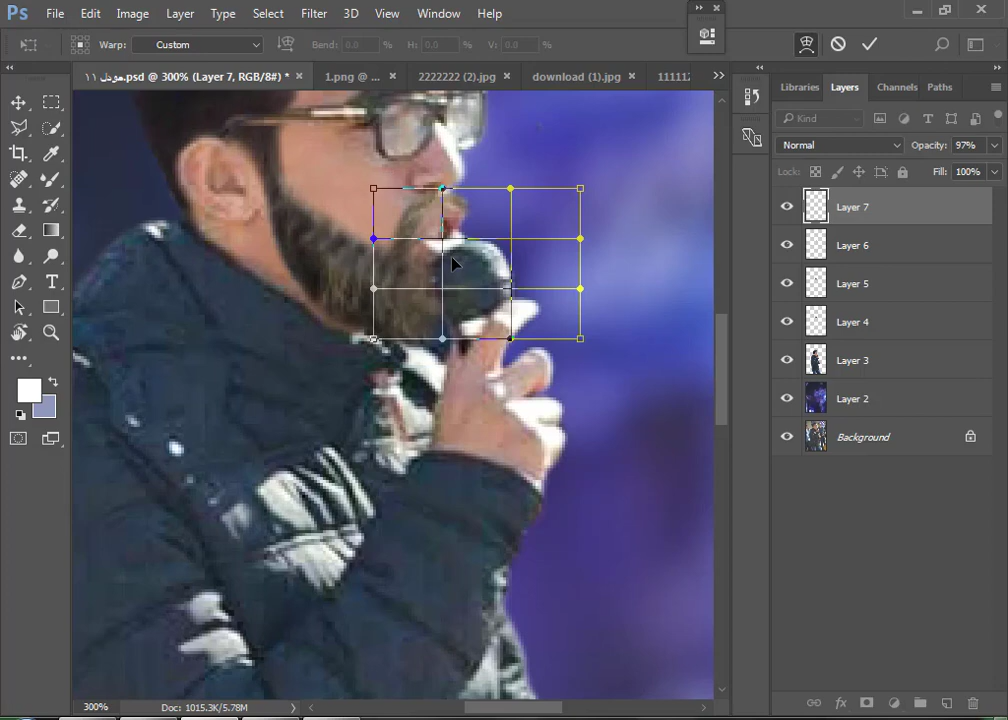 Ps File Edit Image Layer Type Select Filter 3D View Window Help
Warp: Custom Bend: 0.0 % H: 0.0 % V: 0.0 %
هودل ١١.psd @ 300% (Layer 7, RGB/8#) * 1.png @ ... 2222222 (2).jpg download (1).jpg
Libraries Layers Channels Paths
Kind
Normal Opacity: 97%
Lock: Fill: 100%
Layer 7
Layer 6
Layer 5
Layer 4
Layer 3
Layer 2
Background
300% Doc: 1015.3K/5.78M